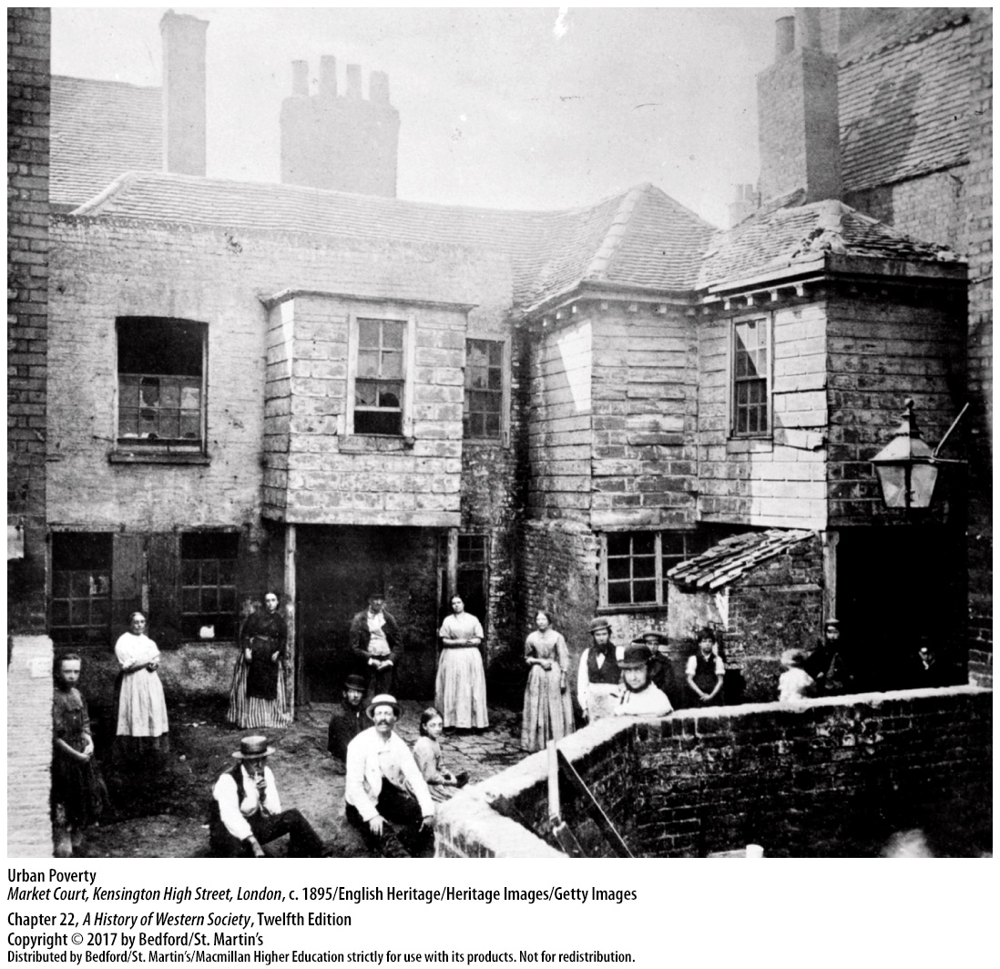 Urban Poverty
Market Court, Kensington High Street, London, c. 1895/English Heritage/Heritage Images/Getty Images
Chapter 22, A History of Western Society, Twelfth Edition
Copyright © 2017 by Bedford/St. Martin's
Distributed by Bedford/St. Martin's/Macmillan Higher Education strictly for use with its products. Not for redistribution.